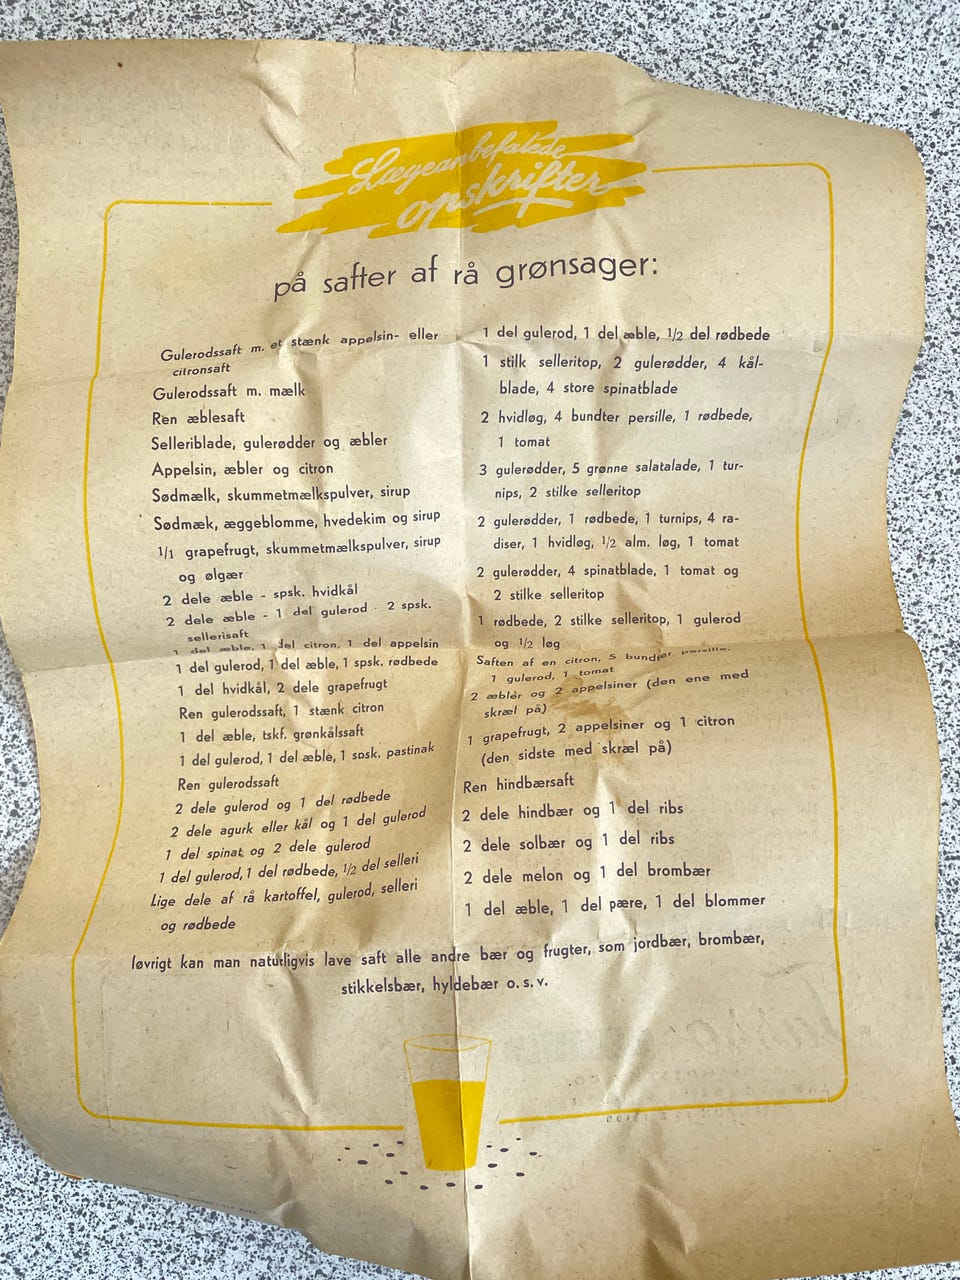 Lægeanbefalede
opskrifter
på safter af rå grønsager:
Gulerodssaft m. et stænk appelsin- eller
citronsaft
Gulerodssaft m. mælk
Ren æblesaft
Selleriblade, gulerødder og æbler
Appelsin, æbler og citron
Sødmælk, skummetmælkspulver, sirup
Sødmæk, æggeblomme, hvedekim og sirup
1/1 grapefrugt, skummetmælkspulver, sirup
og ølgær
2 dele æble - spsk. hvidkål
2 dele æble - 1 del gulerod - 2 spsk.
sellerisaft
1 del æble, 1 del citron, 1 del appelsin
1 del gulerod, 1 del æble, 1 spsk. rødbede
1 del hvidkål, 2 dele grapefrugt
Ren gulerodssaft, 1 stænk citron
1 del æble, tskf. grønkålssaft
1 del gulerod, 1 del æble, 1 spsk. pastinak
Ren gulerodssaft
2 dele gulerod og 1 del rødbede
2 dele agurk eller kål og 1 del gulerod
1 del spinat og 2 dele gulerod
1 del gulerod, 1 del rødbede, 1/2 del selleri
Lige dele af rå kartoffel, gulerod, selleri
og rødbede
1 del gulerod, 1 del æble, 1/2 del rødbede
1 stilk selleritop, 2 gulerødder, 4 kål-
blade, 4 store spinatblade
2 hvidløg, 4 bundter persille, 1 rødbede,
1 tomat
3 gulerødder, 5 grønne salatalade, 1 tur-
nips, 2 stilke selleritop
2 gulerødder, 1 rødbede, 1 turnips, 4 ra-
diser, 1 hvidløg, 1/2 alm. løg, 1 tomat
2 gulerødder, 4 spinatblade, 1 tomat og
2 stilke selleritop
1 rødbede, 2 stilke selleritop, 1 gulerod
og 1/2 løg
Saften af en citron, 5 bundter persille,
1 gulerod, 1 tomat
2 æbler og 2 appelsiner (den ene med
skræl på)
1 grapefrugt, 2 appelsiner og 1 citron
(den sidste med skræl på)
Ren hindbærsaft
2 dele hindbær og 1 del ribs
2 dele solbær og 1 del ribs
2 dele melon og 1 del brombær
1 del æble, 1 del pære, 1 del blommer
Iøvrigt kan man naturligvis lave saft alle andre bær og frugter, som jordbær, brombær,
stikkelsbær, hyldebær o. s. v.